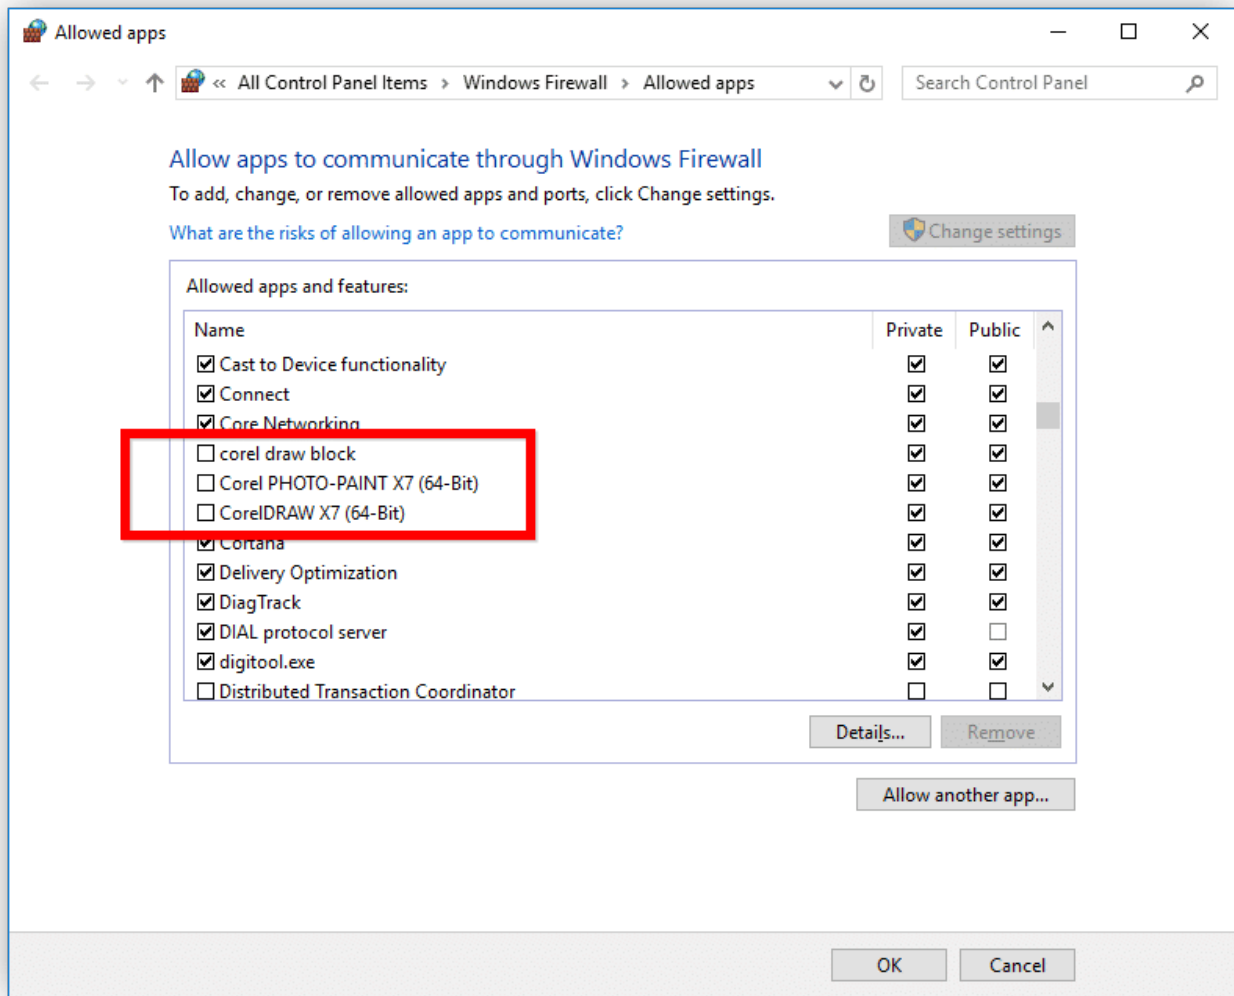 Allowed apps
« All Control Panel Items › Windows Firewall › Allowed apps
Search Control Panel
Allow apps to communicate through Windows Firewall
To add, change, or remove allowed apps and ports, click Change settings.
What are the risks of allowing an app to communicate?
Change settings
Allowed apps and features:
Name Private Public
Cast to Device functionality
Connect
Core Networking
corel draw block
Corel PHOTO-PAINT X7 (64-Bit)
CorelDRAW X7 (64-Bit)
Cortana
Delivery Optimization
DiagTrack
DIAL protocol server
digitool.exe
Distributed Transaction Coordinator
Details... Remove
Allow another app...
OK Cancel